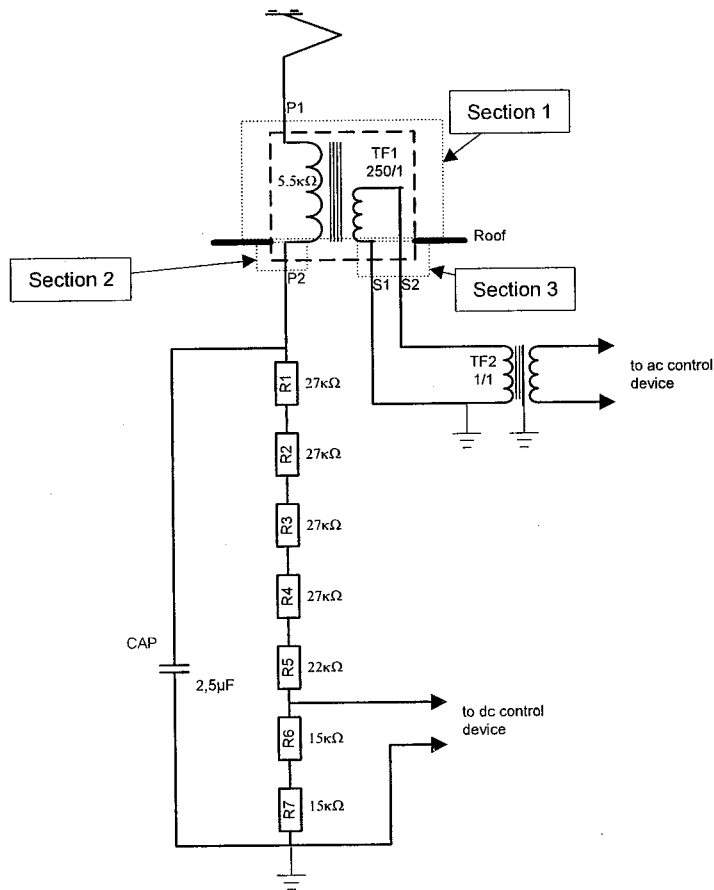 P1
Section 1
TF1
250/1
5.5κΩ
Roof
Section 2
P2
S1
S2
Section 3
TF2
1/1
to ac control
device
R1
27κΩ
R2
27κΩ
R3
27κΩ
R4
27κΩ
CAP
2,5µF
R5
22κΩ
to dc control
device
R6
15κΩ
R7
15κΩ